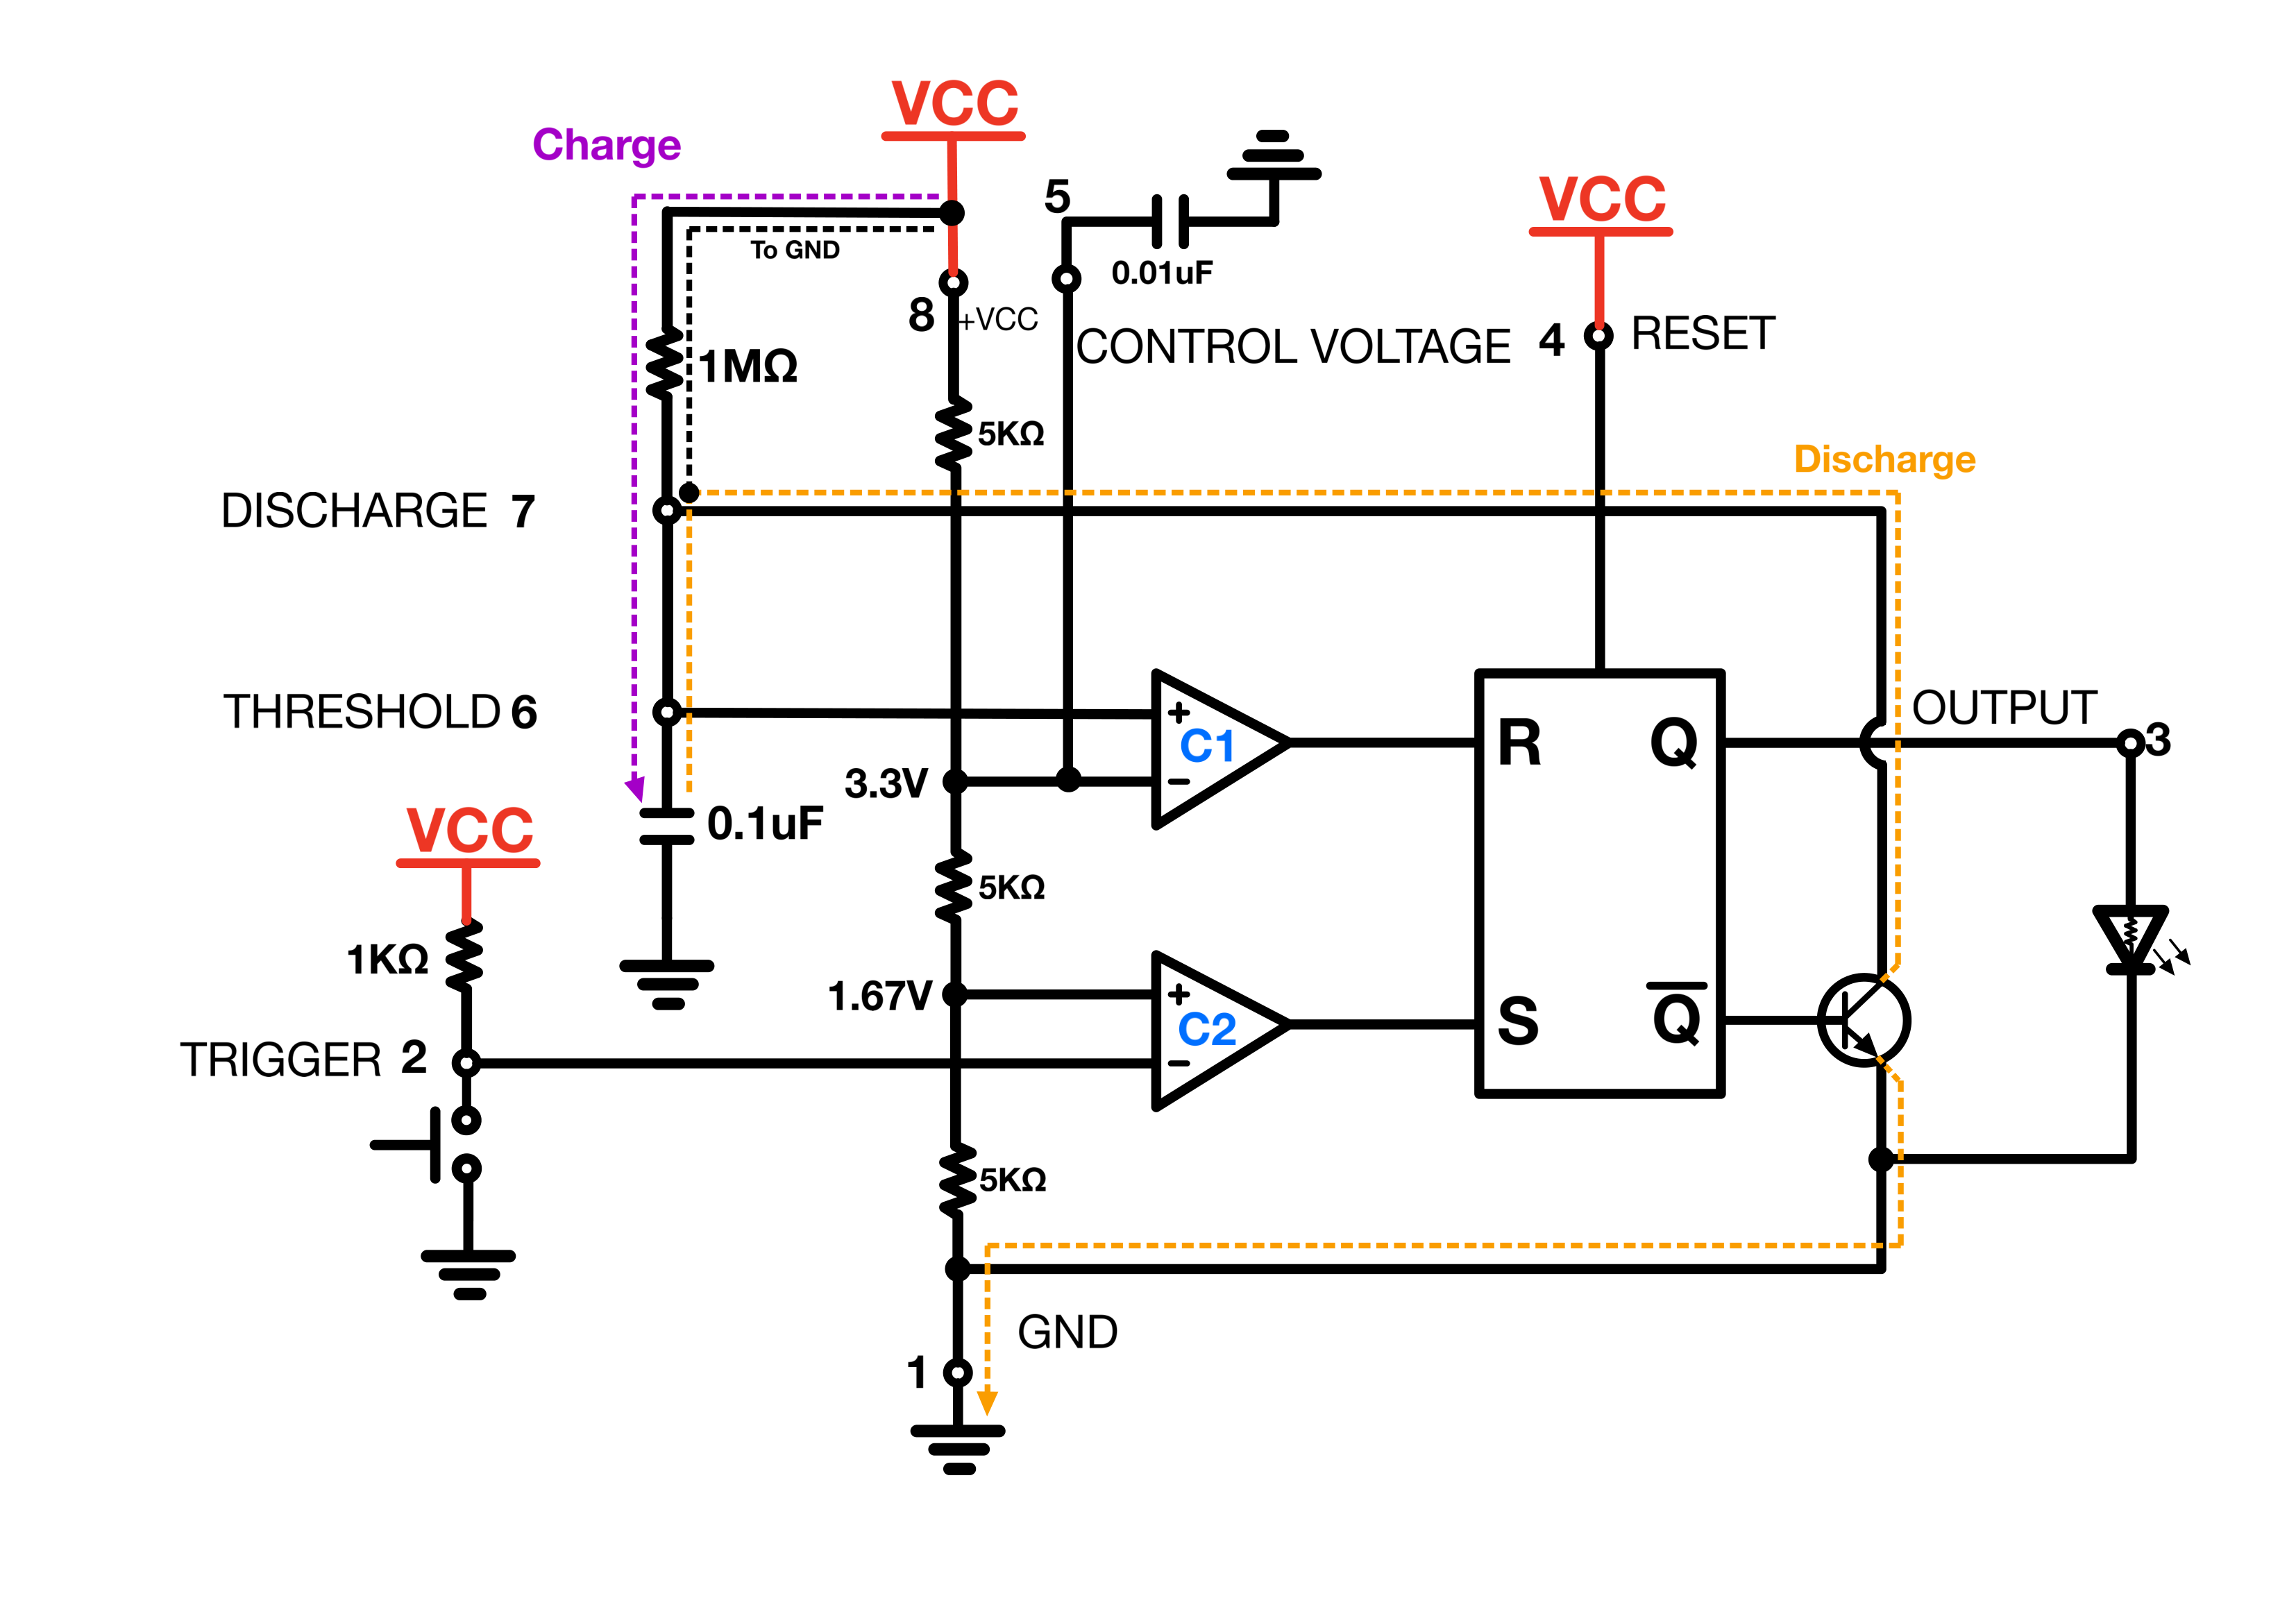 VCC
Charge
5
VCC
To GND
0.01uF
8
+VCC
CONTROL VOLTAGE
4
RESET
1MΩ
5KΩ
Discharge
DISCHARGE 7
THRESHOLD 6
+
C1
−
R
Q
OUTPUT
3
3.3V
VCC
0.1uF
5KΩ
1KΩ
1.67V
+
C2
−
S
Q̅
TRIGGER 2
5KΩ
GND
1